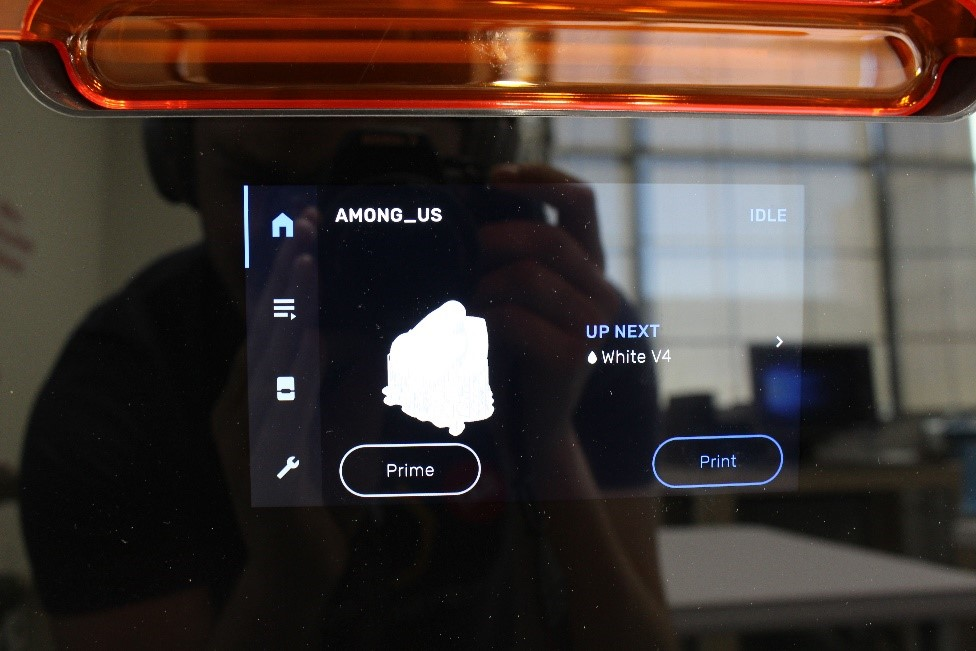 AMONG_US
IDLE
UP NEXT
White V4
Prime
Print